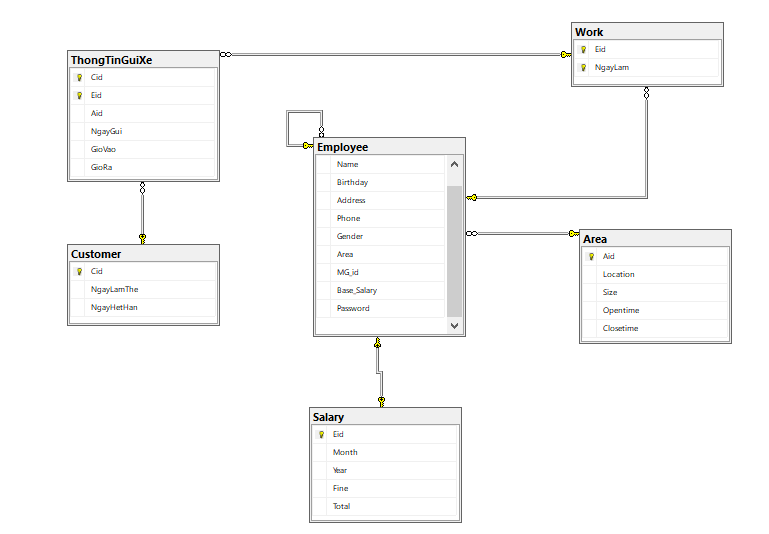 ThongTinGuiXe
Cid
Eid
Aid
NgayGui
GioVao
GioRa
Work
Eid
NgayLam
Employee
Name
Birthday
Address
Phone
Gender
Area
MG_id
Base_Salary
Password
Customer
Cid
NgayLamThe
NgayHetHan
Area
Aid
Location
Size
Opentime
Closetime
Salary
Eid
Month
Year
Fine
Total